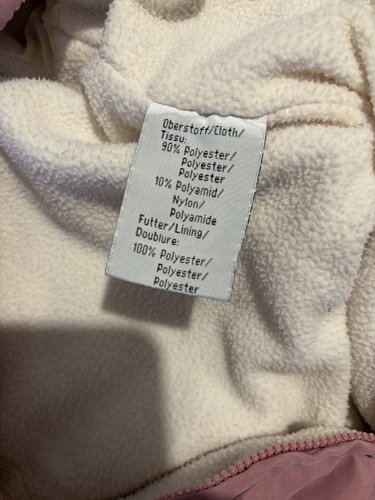 Oberstoff/Cloth/
Tissu:
90% Polyester/
Polyester/
Polyester
10% Polyamid/
Nylon/
Polyamide
Futter/Lining/
Doublure:
100% Polyester/
Polyester/
Polyester